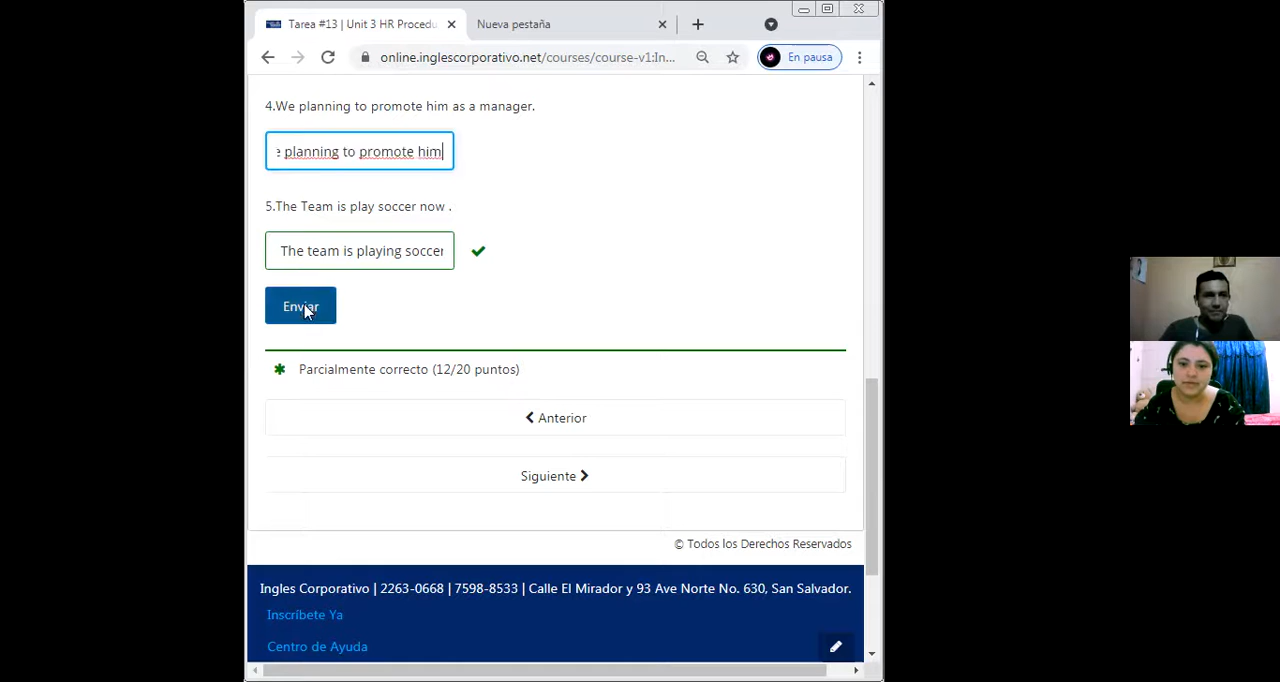 Tarea #13 | Unit 3 HR Procedu
Nueva pestaña
online.inglescorporativo.net/courses/course-v1:In...
En pausa
4.We planning to promote him as a manager.
e planning to promote him
5.The Team is play soccer now .
The team is playing soccer
Enviar
Parcialmente correcto (12/20 puntos)
Anterior
Siguiente
© Todos los Derechos Reservados
Ingles Corporativo | 2263-0668 | 7598-8533 | Calle El Mirador y 93 Ave Norte No. 630, San Salvador.
Inscríbete Ya
Centro de Ayuda